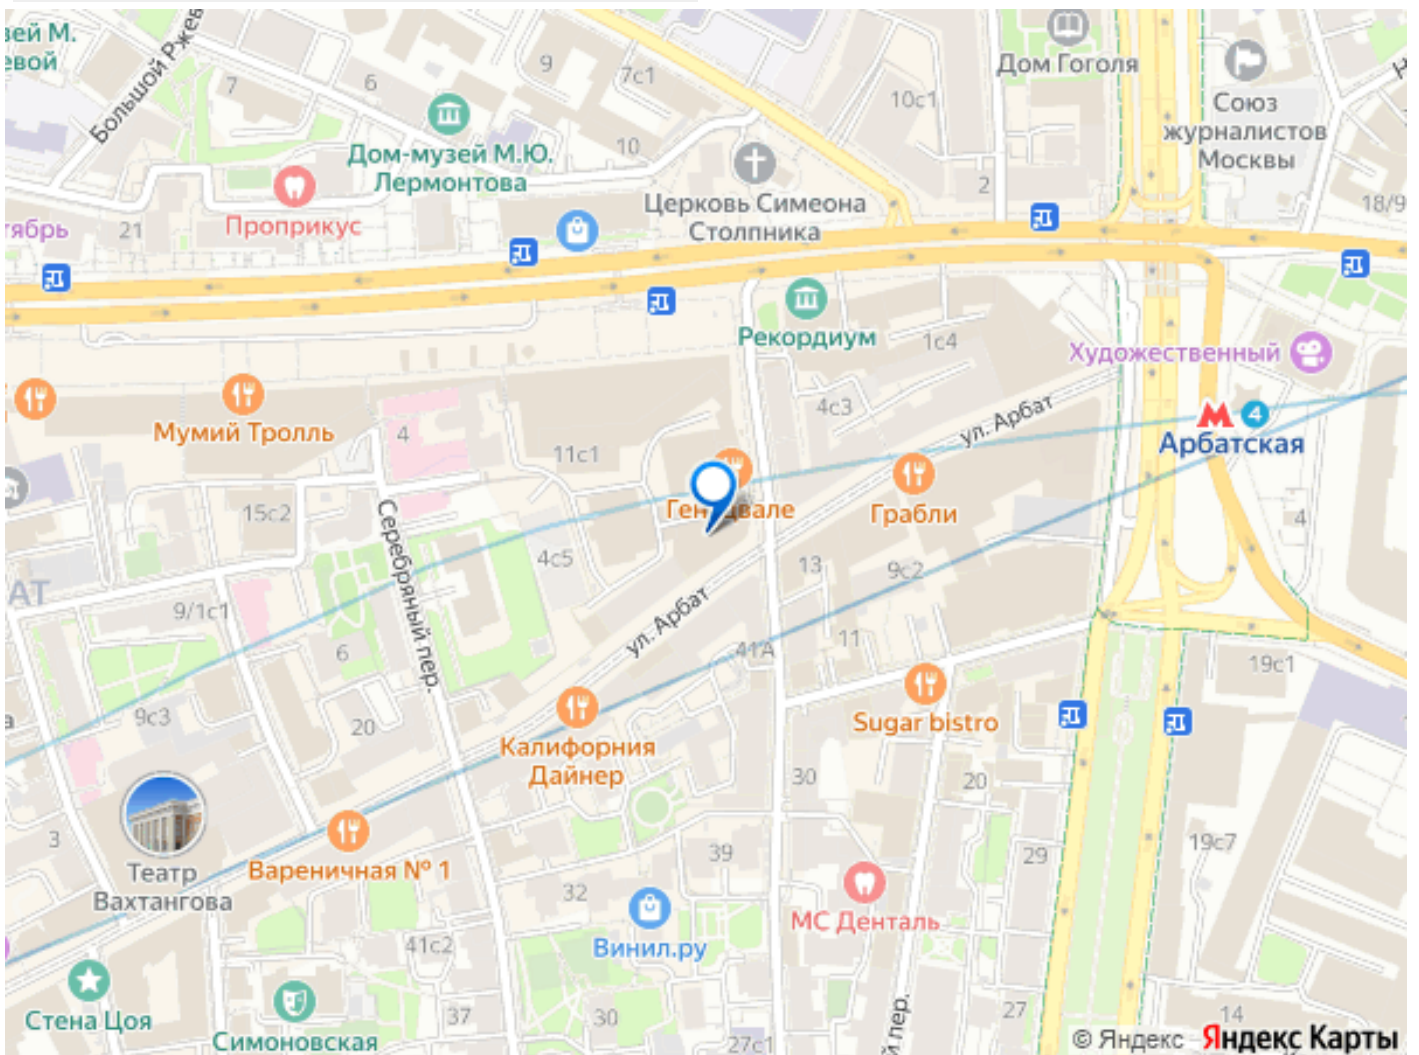 зей М.
евой
Большой Ржев
7
6
9
7с1
10с1
10
2
Дом Гоголя
Союз
журналистов
Москвы
Дом-музей М.Ю.
Лермонтова
Проприкус
Церковь Симеона
Столпника
18/9
тябрь
21
Рекордиум
1с4
Художественный
4с3
ул. Арбат
4
Арбатская
Мумий Тролль
4
11с1
Грабли
15с2
Серебряный пер.
4с5
13
9с2
4
АТ
9/1с1
ул. Арбат
6
41А
11
19с1
а
9с3
20
Sugar bistro
Калифорния
Дайнер
30
20
3
Театр
Вахтангова
Вареничная № 1
39
29
19с7
32
МС Денталь
Винил.ру
41с2
Стена Цоя
Симоновская
37
30
27с1
й пер.
27
14
© Яндекс
Яндекс Карты